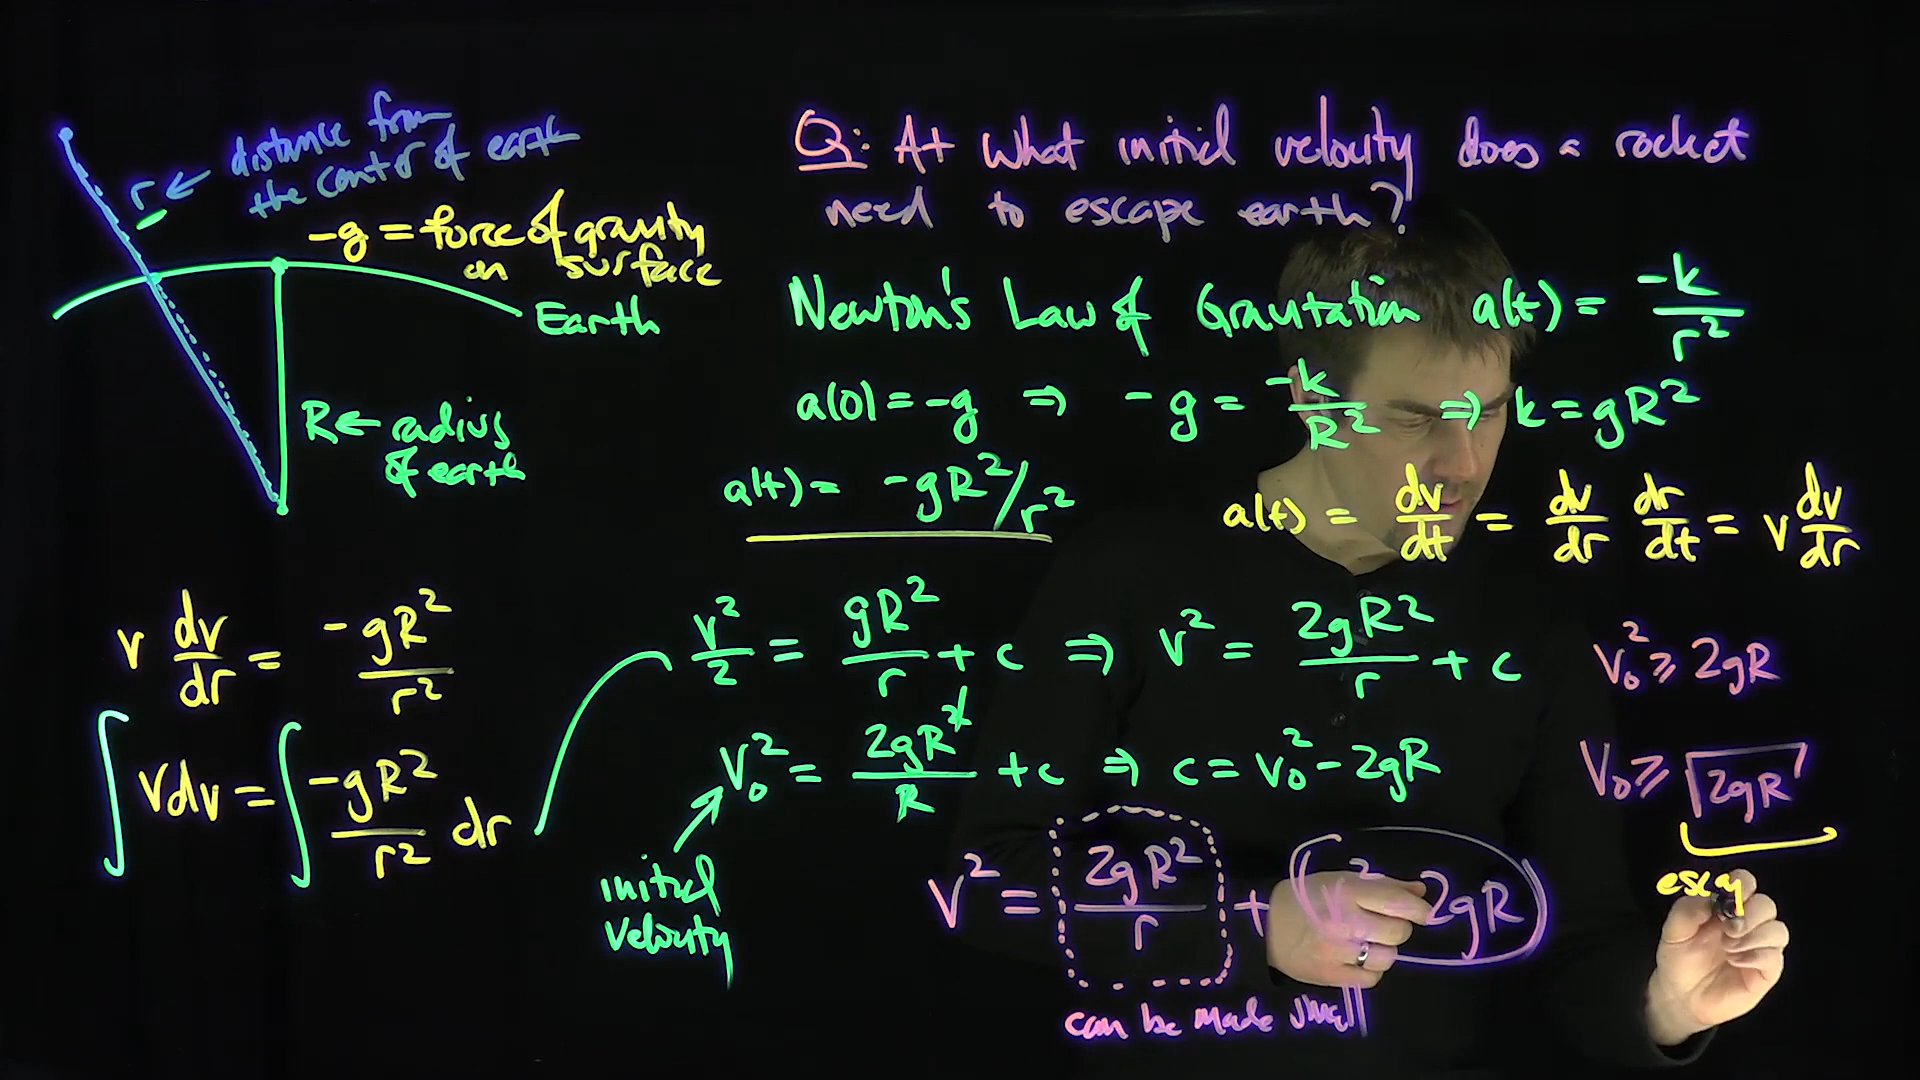 r ← distance from
the center of earth
-g = force of gravity
on surface
Earth
R ← radius
of earth
Q: At what initial velocity does a rocket
need to escape earth?
Newton's Law of Gravitation a(t) = -k/r²
a(0) = -g ⇒ -g = -k/R² ⇒ k = gR²
a(t) = -gR²/r²
a(t) = dv/dt = dv/dr dr/dt = v dv/dr
v dv/dr = -gR²/r²
∫ v dv = ∫ -gR²/r² dr
v²/2 = gR²/r + c ⇒ v² = 2gR²/r + c
v₀² = 2gR²/R + c ⇒ c = v₀² - 2gR
initial
velocity
v² = 2gR²/r + (v² 2gR)
can be made small
v₀² ≥ 2gR
v₀ ≥ √2gR
escap